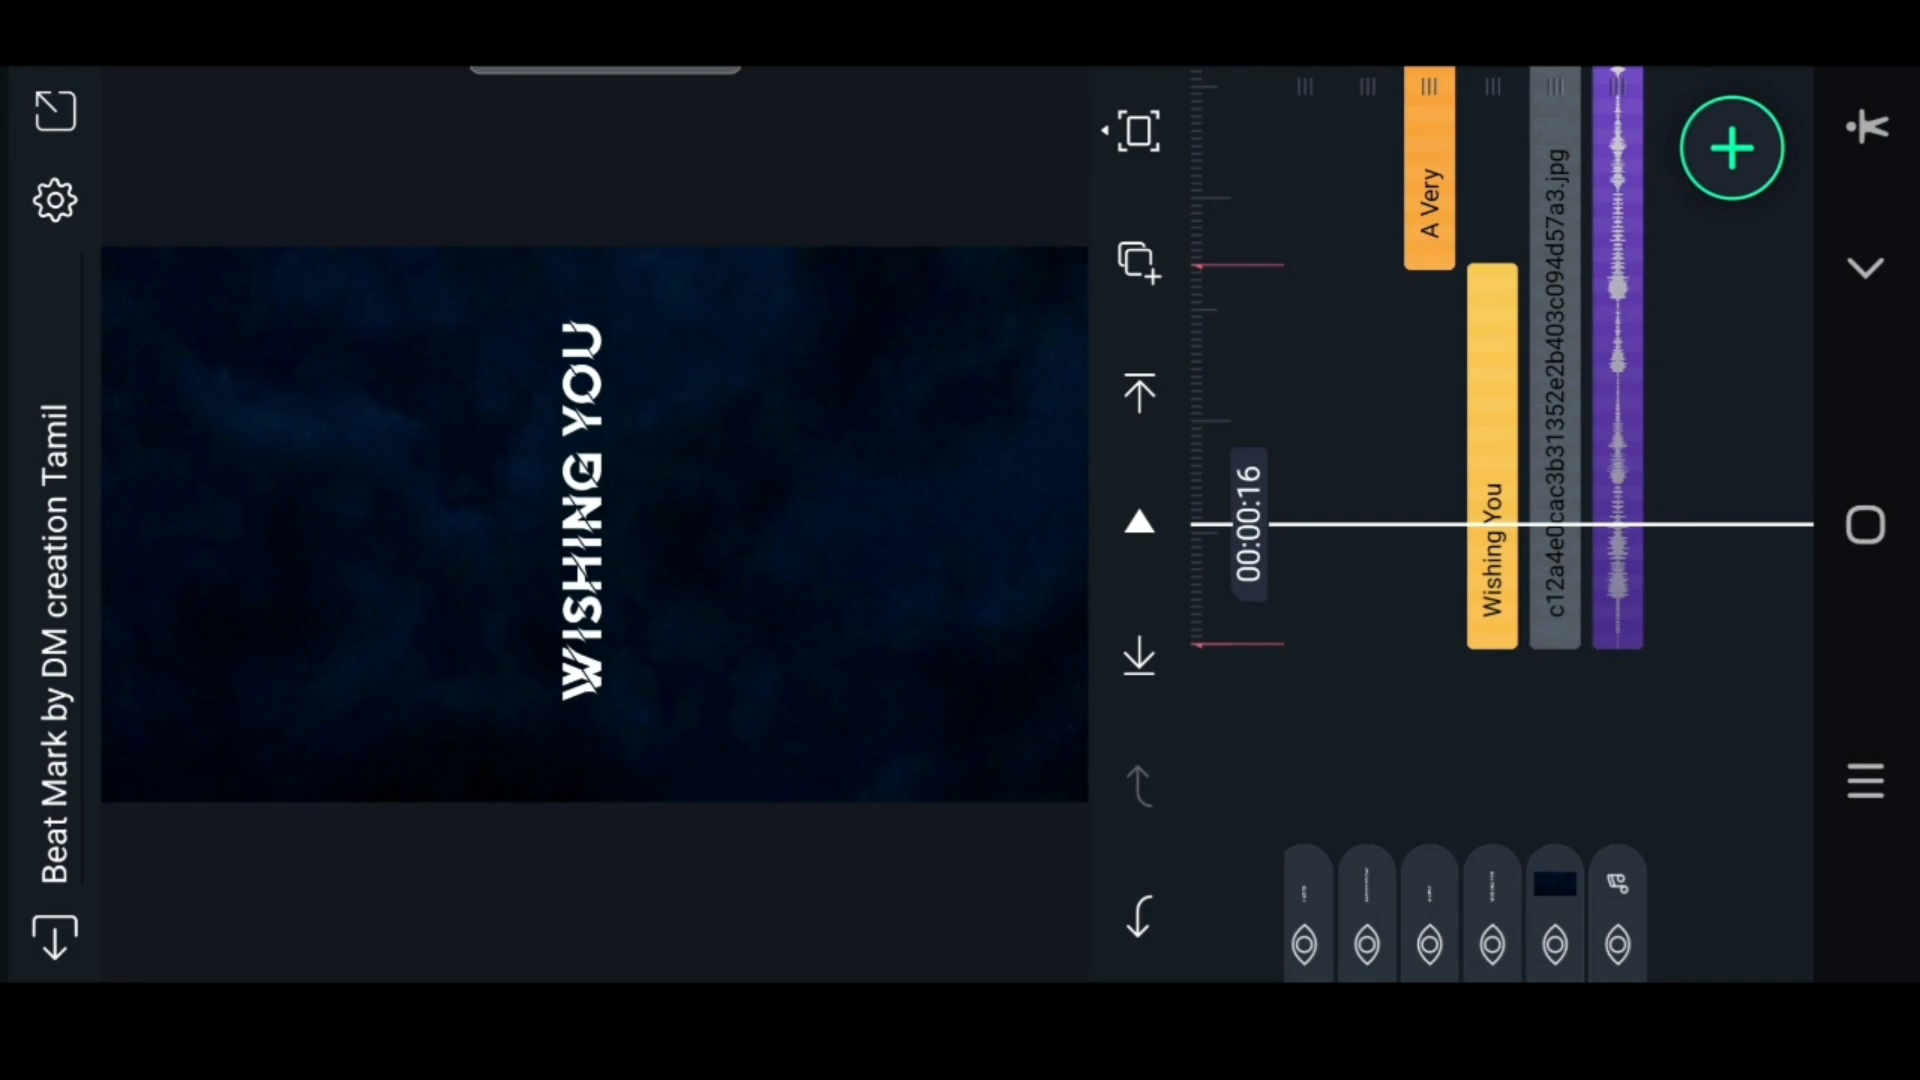 Beat Mark by DM creation Tamil
WISHING YOU
00:00:16
A Very
Wishing You
c12a4e0cac3b31352e2b403c094d57a3.jpg